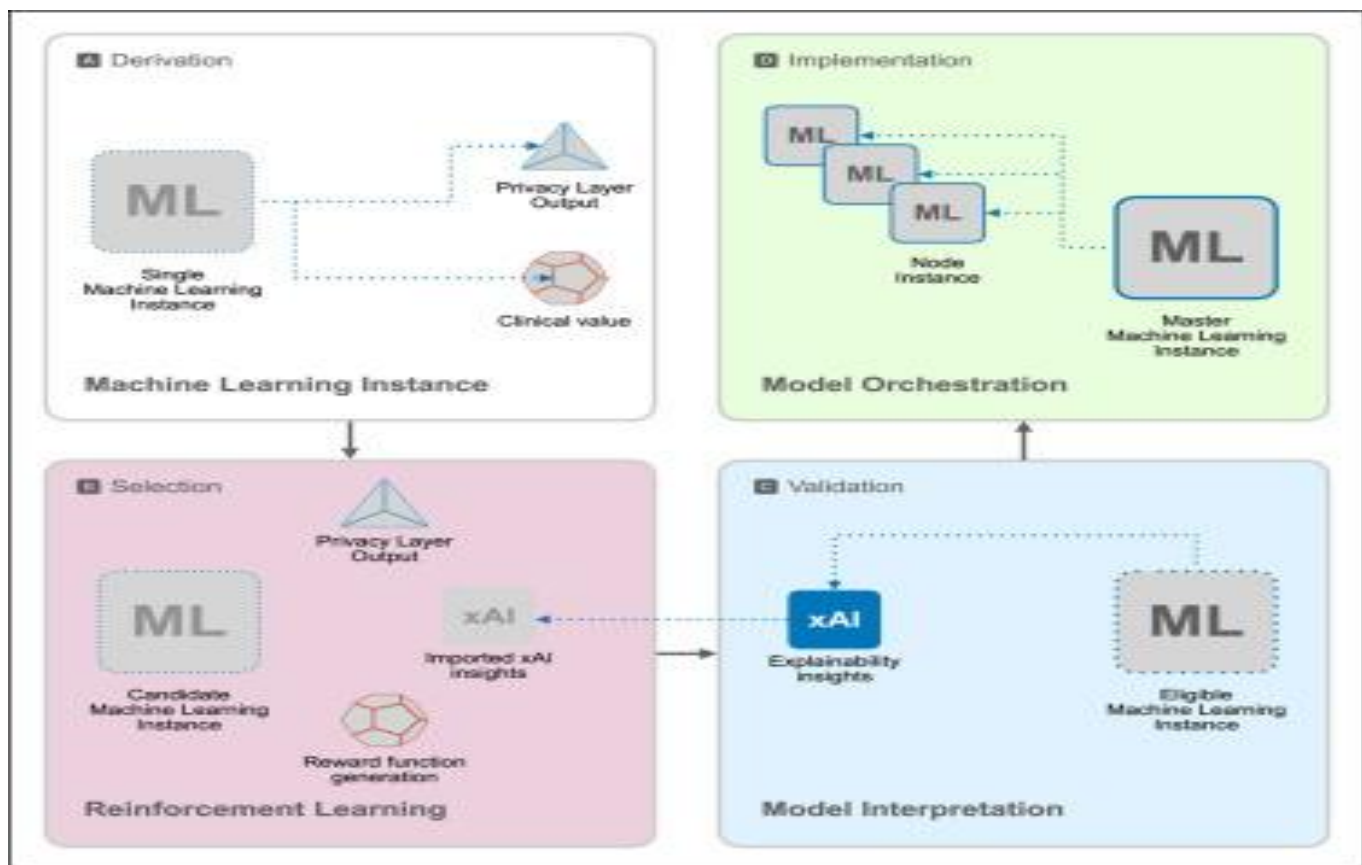 A Derivation
ML
Single
Machine Learning
Instance
Privacy Layer
Output
Clinical value
Machine Learning Instance
D Implementation
ML
ML
ML
Node
Instance
ML
Master
Machine Learning
Instance
Model Orchestration
B Selection
Privacy Layer
Output
ML
Candidate
Machine Learning
Instance
xAI
Imported xAI
insights
Reward function
generation
Reinforcement Learning
C Validation
xAI
Explainability
insights
ML
Eligible
Machine Learning
Instance
Model Interpretation